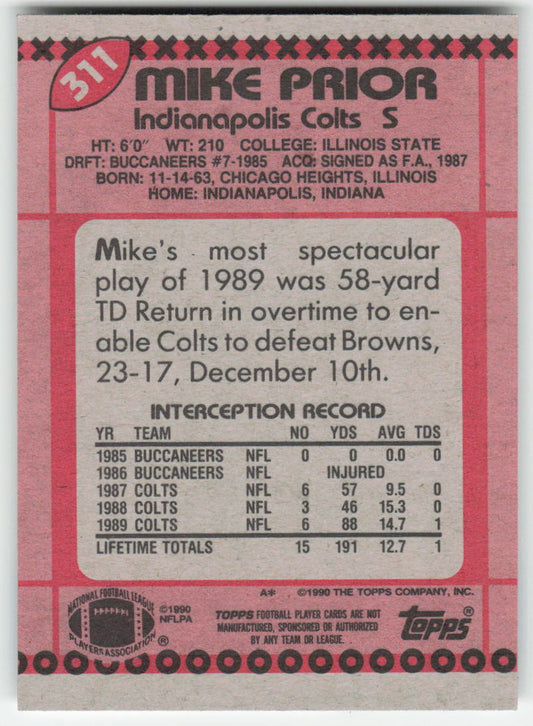 311
MIKE PRIOR
Indianapolis Colts S
HT: 6'0" WT: 210 COLLEGE: ILLINOIS STATE
DRFT: BUCCANEERS #7-1985 ACQ: SIGNED AS F.A., 1987
BORN: 11-14-63, CHICAGO HEIGHTS, ILLINOIS
HOME: INDIANAPOLIS, INDIANA
Mike's most spectacular
play of 1989 was 58-yard
TD Return in overtime to en-
able Colts to defeat Browns,
23-17, December 10th.
INTERCEPTION RECORD
YR TEAM NO YDS AVG TDS
1985 BUCCANEERS NFL 0 0 0.0 0
1986 BUCCANEERS NFL INJURED
1987 COLTS NFL 6 57 9.5 0
1988 COLTS NFL 3 46 15.3 0
1989 COLTS NFL 6 88 14.7 1
LIFETIME TOTALS 15 191 12.7 1
A* ©1990 THE TOPPS COMPANY, INC.
NATIONAL FOOTBALL LEAGUE
PLAYERS ASSOCIATION ®
©1990
NFLPA
TOPPS FOOTBALL PLAYER CARDS ARE NOT
MANUFACTURED, SPONSORED OR AUTHORIZED
BY ANY TEAM OR LEAGUE.
TOPPS ®